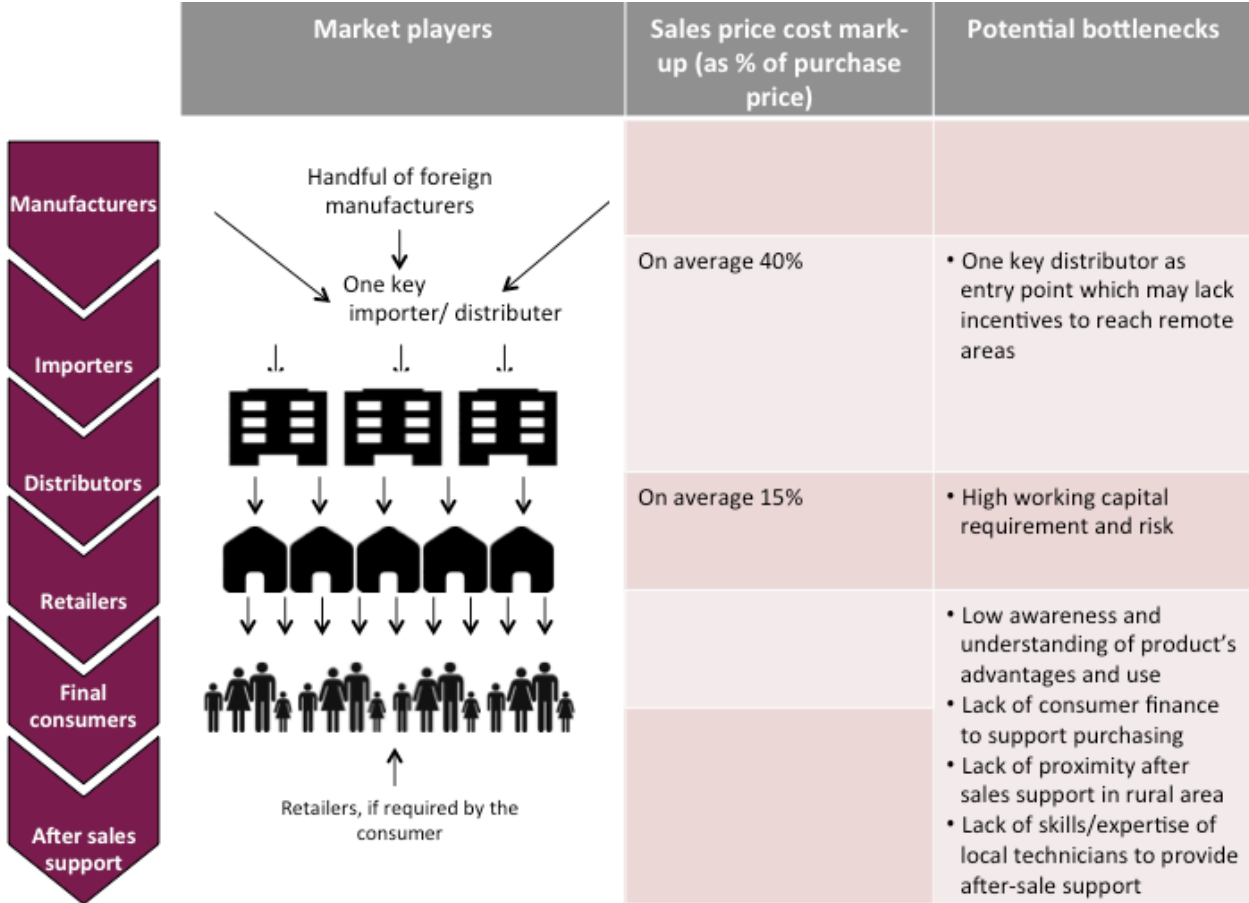 Market players
Sales price cost mark-
up (as % of purchase
price)
Potential bottlenecks
Manufacturers
Handful of foreign
manufacturers
One key
importer/ distributer
On average 40%
• One key distributor as
entry point which may lack
incentives to reach remote
areas
Importers
Distributors
On average 15%
• High working capital
requirement and risk
Retailers
Final
consumers
• Low awareness and
understanding of product's
advantages and use
• Lack of consumer finance
to support purchasing
• Lack of proximity after
sales support in rural area
• Lack of skills/expertise of
local technicians to provide
after-sale support
Retailers, if required by the
consumer
After sales
support